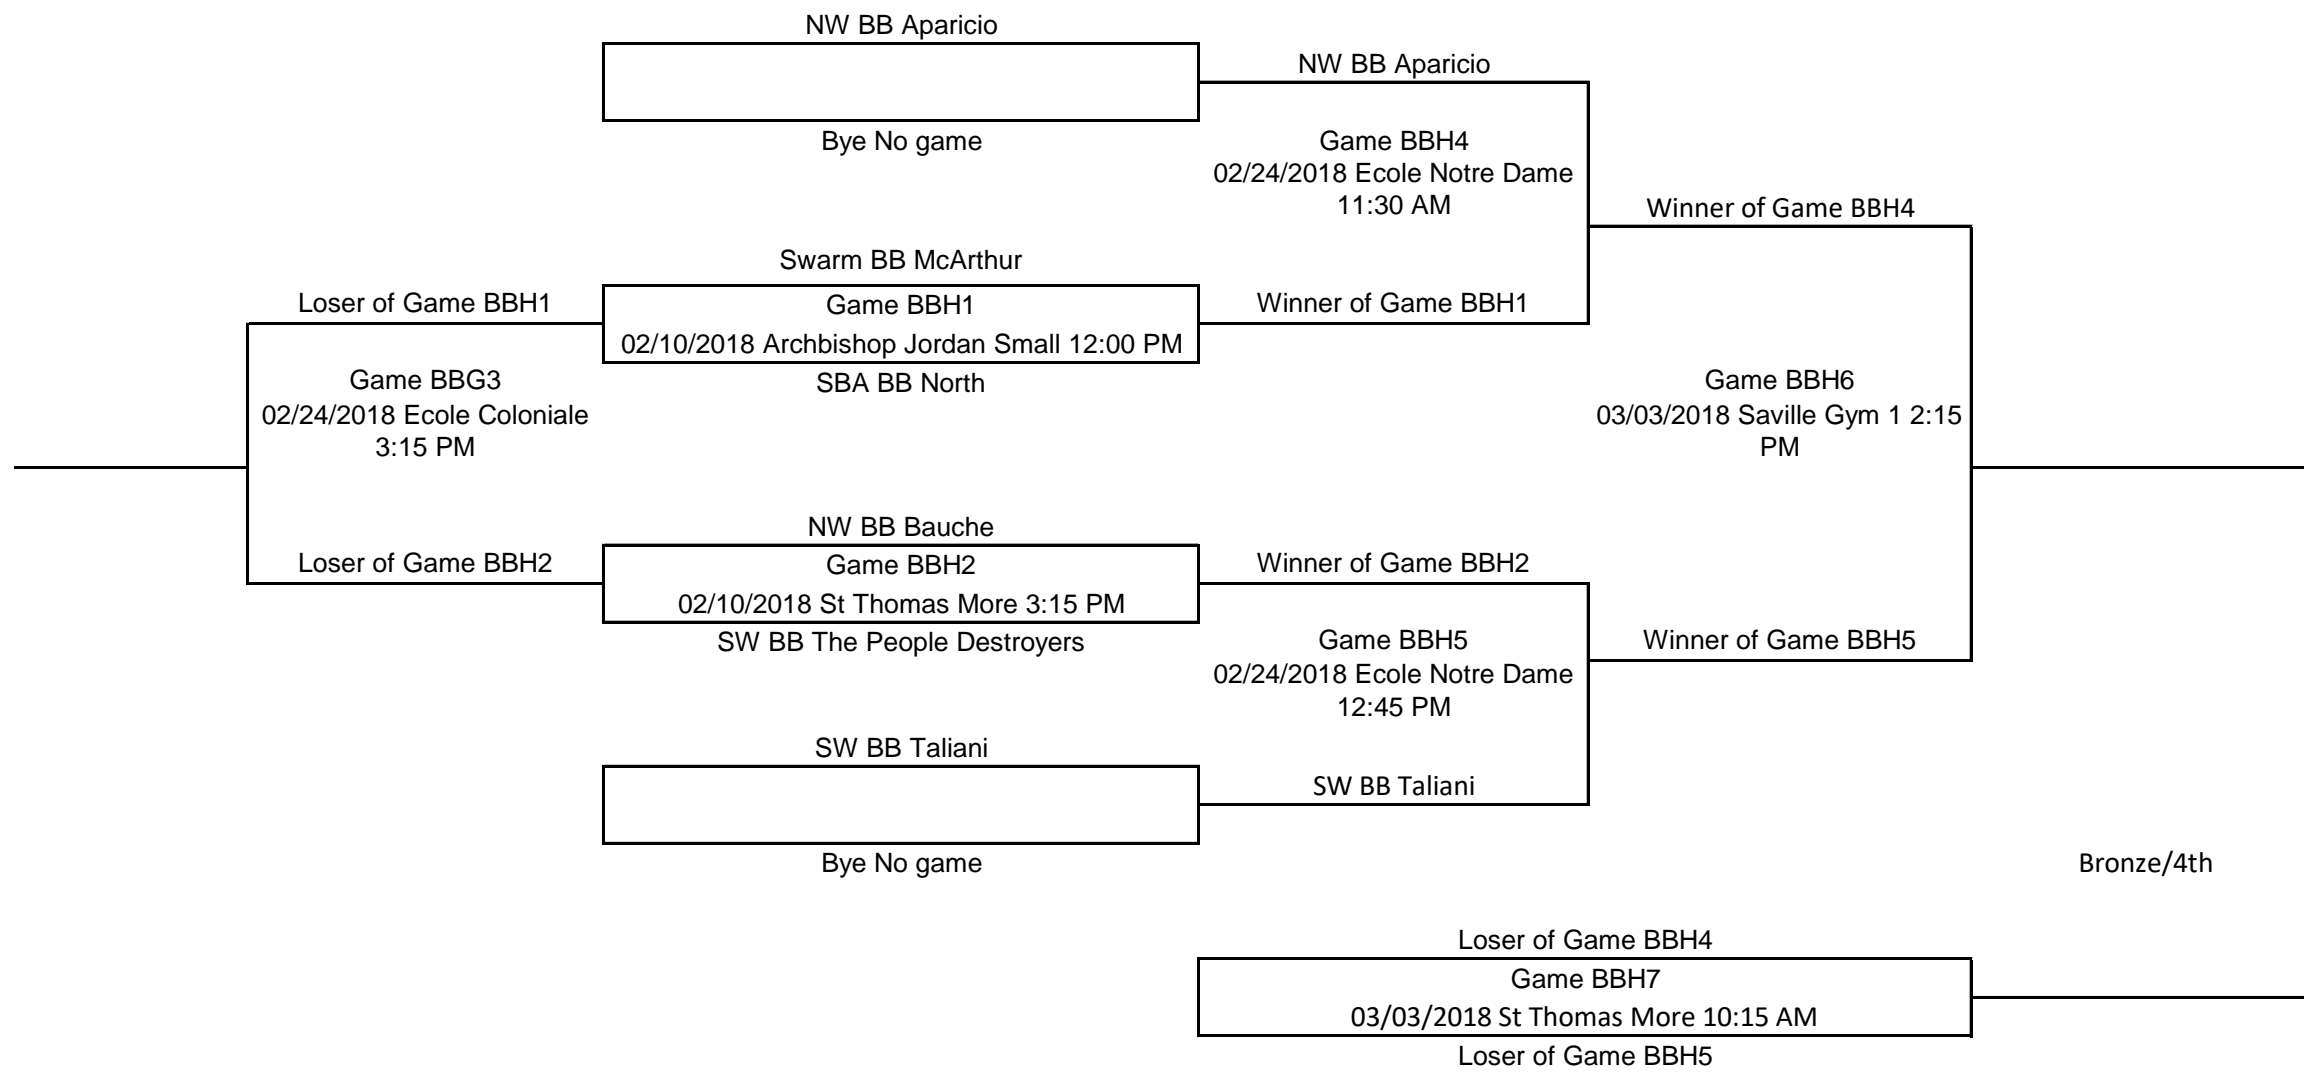 NW BB Aparicio
NW BB Aparicio
Bye No game
Game BBH4
02/24/2018 Ecole Notre Dame
11:30 AM
Winner of Game BBH4
Swarm BB McArthur
Loser of Game BBH1
Game BBH1
Winner of Game BBH1
02/10/2018 Archbishop Jordan Small 12:00 PM
SBA BB North
Game BBG3
02/24/2018 Ecole Coloniale
3:15 PM
Game BBH6
03/03/2018 Saville Gym 1 2:15
PM
NW BB Bauche
Loser of Game BBH2
Game BBH2
Winner of Game BBH2
02/10/2018 St Thomas More 3:15 PM
SW BB The People Destroyers
Game BBH5
02/24/2018 Ecole Notre Dame
12:45 PM
Winner of Game BBH5
SW BB Taliani
SW BB Taliani
Bye No game
Bronze/4th
Loser of Game BBH4
Game BBH7
03/03/2018 St Thomas More 10:15 AM
Loser of Game BBH5